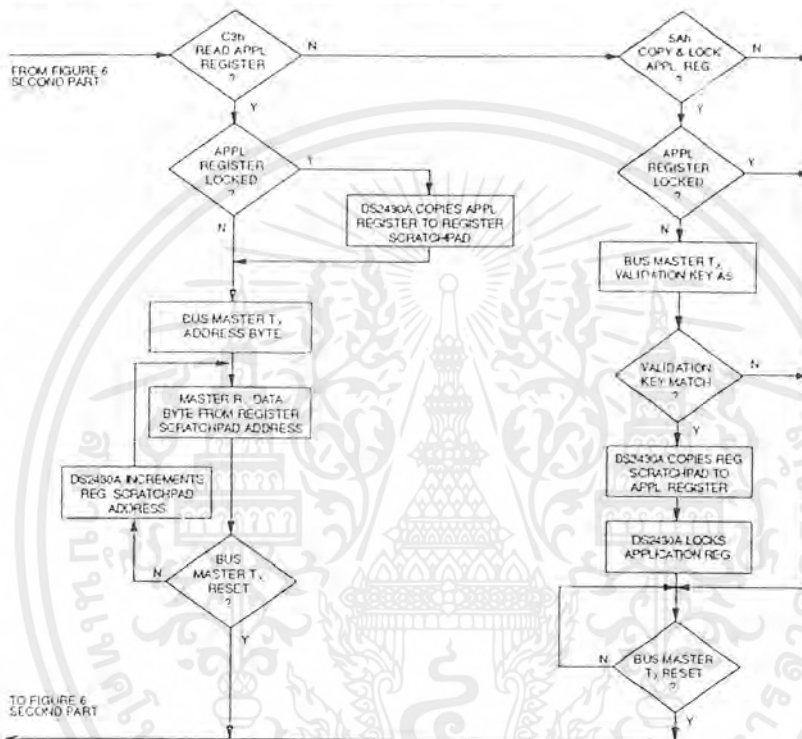 C3h
READ APPL
REGISTER
?
N
Y
FROM FIGURE 6
SECOND PART
APPL
REGISTER
LOCKED
?
Y
N
DS2430A COPIES APPL
REGISTER TO REGISTER
SCRATCHPAD
BUS MASTER TX
ADDRESS BYTE
MASTER RX DATA
BYTE FROM REGISTER
SCRATCHPAD ADDRESS
DS2430A INCREMENTS
REG. SCRATCHPAD
ADDRESS
BUS
MASTER TX
RESET
?
N
Y
TO FIGURE 6
SECOND PART
5Ah
COPY & LOCK
APPL. REG.
?
N
Y
APPL
REGISTER
LOCKED
?
Y
N
BUS MASTER TX
VALIDATION KEY A5
VALIDATION
KEY MATCH
?
N
Y
DS2430A COPIES REG
SCRATCHPAD TO
APPL REGISTER
DS2430A LOCKS
APPLICATION REG.
BUS MASTER
TX RESET
?
N
Y